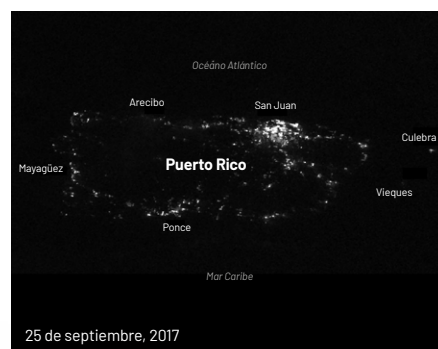 Océano Atlántico
Arecibo
San Juan
Culebra
Puerto Rico
Mayagüez
Vieques
Ponce
Mar Caribe
25 de septiembre, 2017